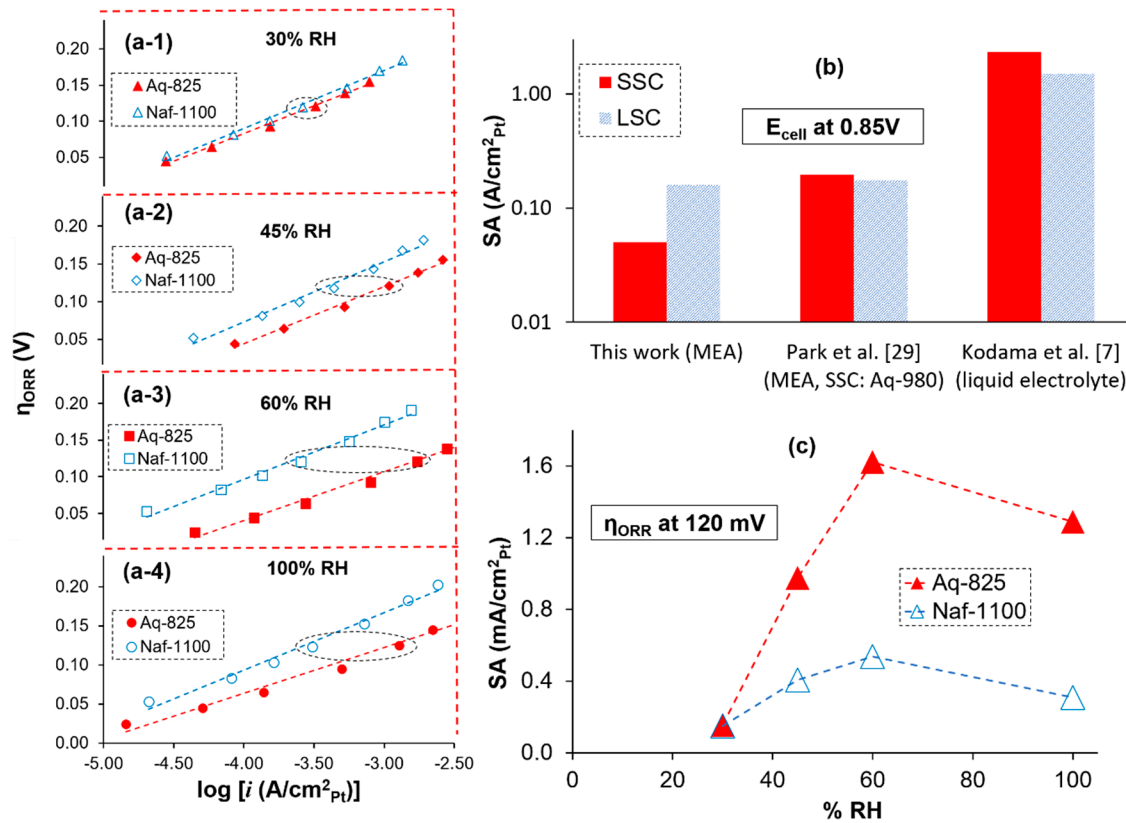 (a-1)
30% RH
Aq-825
Naf-1100
0.20
0.15
0.10
0.05
(a-2)
45% RH
Aq-825
Naf-1100
0.20
0.15
0.10
0.05
(a-3)
60% RH
Aq-825
Naf-1100
0.20
0.15
0.10
0.05
(a-4)
100% RH
Aq-825
Naf-1100
0.20
0.15
0.10
0.05
0.00
-5.00 -4.50 -4.00 -3.50 -3.00 -2.50
ηORR (V)
log [i (A/cm²Pt)]
(b)
SSC
LSC
Ecell at 0.85V
SA (A/cm²Pt)
1.00
0.10
0.01
This work (MEA) Park et al. [29] Kodama et al. [7]
(MEA, SSC: Aq-980) (liquid electrolyte)
(c)
ηORR at 120 mV
Aq-825
Naf-1100
SA (mA/cm²Pt)
1.6
1.2
0.8
0.4
0.0
0 20 40 60 80 100
% RH